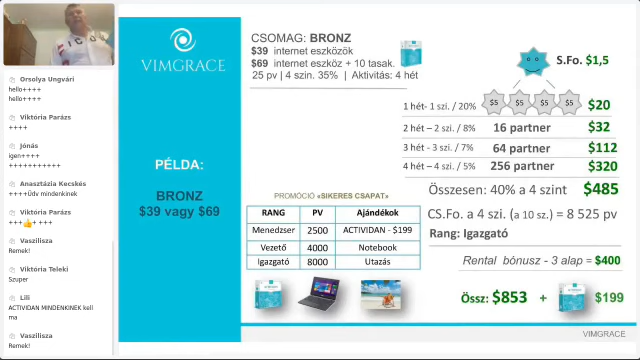 Orsolya Ungvári
hello++++
hello++++
Viktória Parázs
++++
Jónás
igen++++
+++++++++++
Anasztázia Kecskés
++++Üdv mindenkinek
Viktória Parázs
+++👍+ +++
Vaszilisza
Remek!
Viktória Teleki
Szuper
Lili
ACTIVIDAN MINDENKINEK kell
ma
Vaszilisza
Remek!
VIMGRACE
PÉLDA:
BRONZ
$39 vagy $69
CSOMAG: BRONZ
$39 internet eszközök
$69 internet eszköz + 10 tasak.
25 pv | 4 szin. 35% | Aktivitás: 4 hét
S.Fo. $1,5
$5 $5 $5 $5
1 hét- 1 szi. / 20% $20
2 hét – 2 szi. / 8% 16 partner $32
3 hét - 3 szi. / 7% 64 partner $112
4 hét – 4 szi. / 5% 256 partner $320
Összesen: 40% a 4 szint $485
CS.Fo. a 4 szi. (a 10 sz.) = 8 525 pv
Rang: Igazgató
Rental bónusz - 3 alap = $400
Össz: $853 + $199
PROMÓCIÓ «SIKERES CSAPAT»
RANG PV Ajándékok
Menedzser 2500 ACTIVIDAN - $199
Vezető 4000 Notebook
Igazgató 8000 Utazás
VIMGRACE